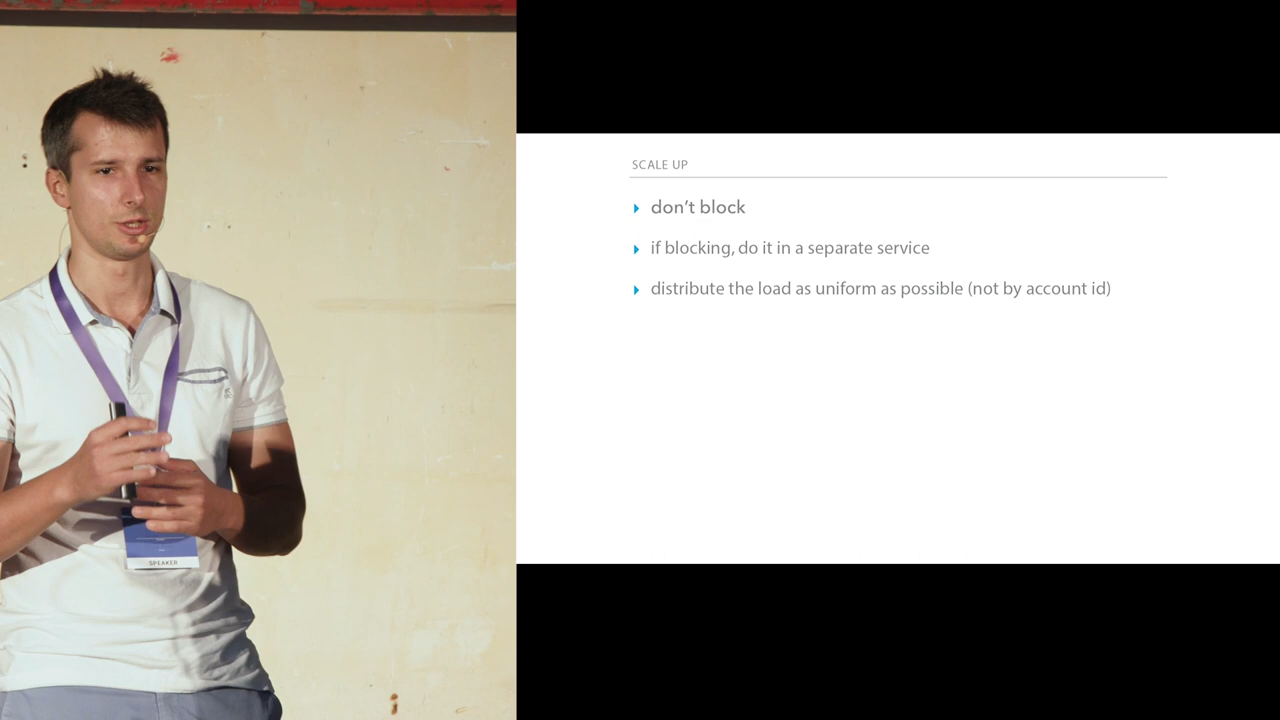 SCALE UP
don't block
if blocking, do it in a separate service
distribute the load as uniform as possible (not by account id)
SPEAKER